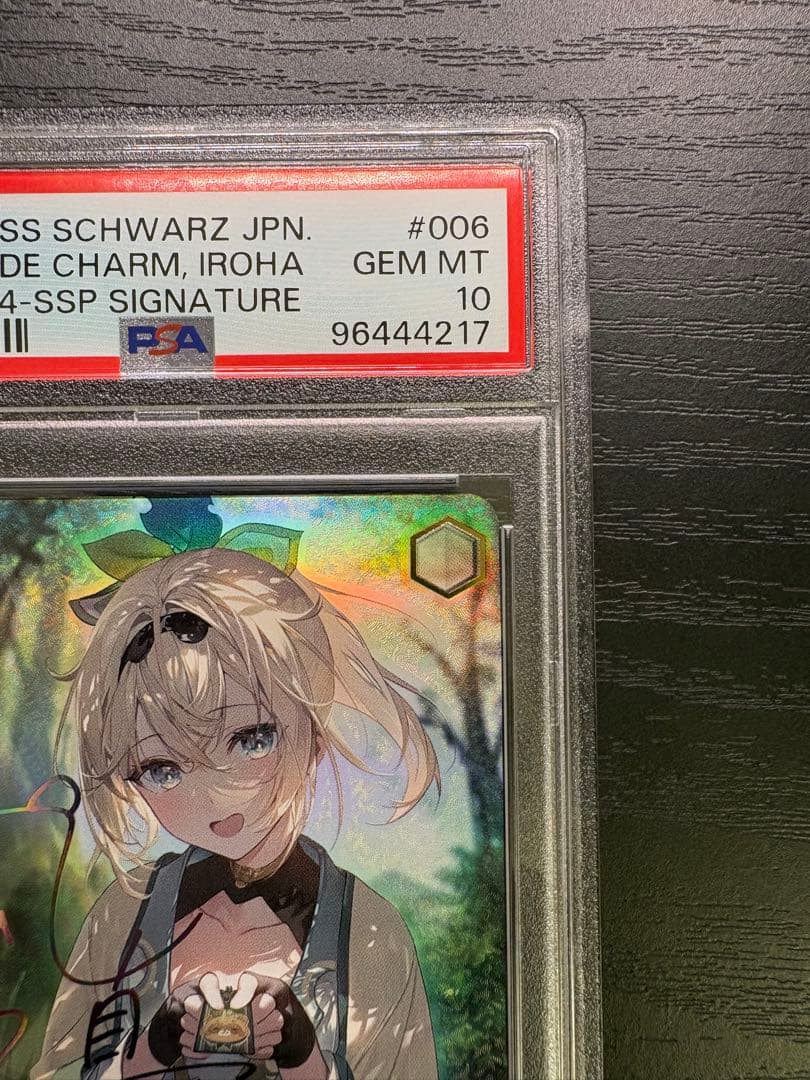 SS SCHWARZ JPN. #006
DE CHARM, IROHA GEM MT
4-SSP SIGNATURE 10
PSA 96444217